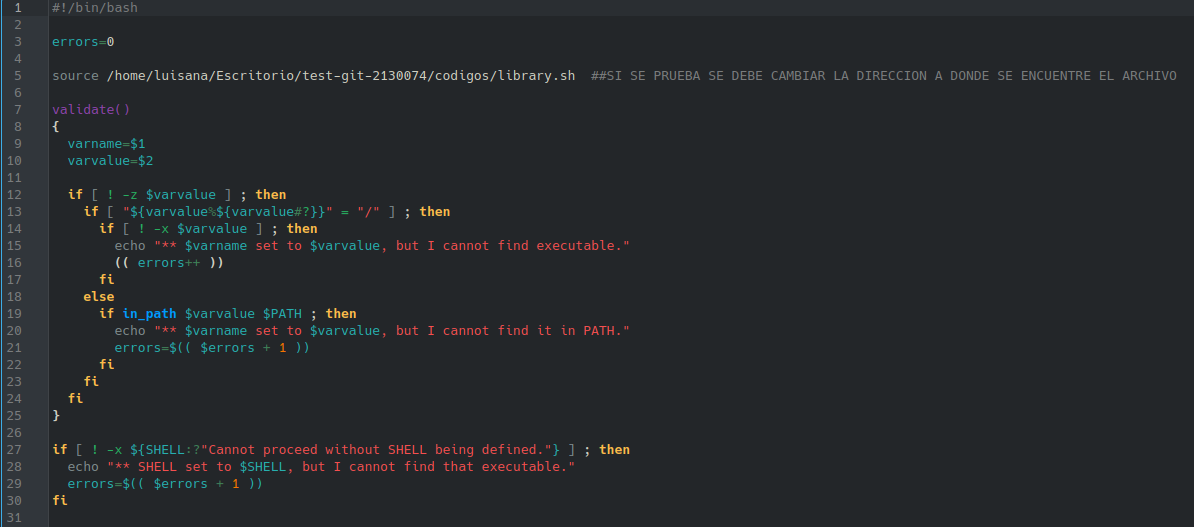 1 #!/bin/bash
2
3 errors=0
4
5 source /home/luisana/Escritorio/test-git-2130074/codigos/library.sh  ##SI SE PRUEBA SE DEBE CAMBIAR LA DIRECCION A DONDE SE ENCUENTRE EL ARCHIVO
6
7 validate()
8 {
9   varname=$1
10   varvalue=$2
11
12   if [ ! -z $varvalue ] ; then
13     if [ "${varvalue%${varvalue#?}}" = "/" ] ; then
14       if [ ! -x $varvalue ] ; then
15         echo "** $varname set to $varvalue, but I cannot find executable."
16         (( errors++ ))
17       fi
18     else
19       if in_path $varvalue $PATH ; then
20         echo "** $varname set to $varvalue, but I cannot find it in PATH."
21         errors=$(( $errors + 1 ))
22       fi
23     fi
24   fi
25 }
26
27 if [ ! -x ${SHELL:?"Cannot proceed without SHELL being defined."} ] ; then
28   echo "** SHELL set to $SHELL, but I cannot find that executable."
29   errors=$(( $errors + 1 ))
30 fi
31